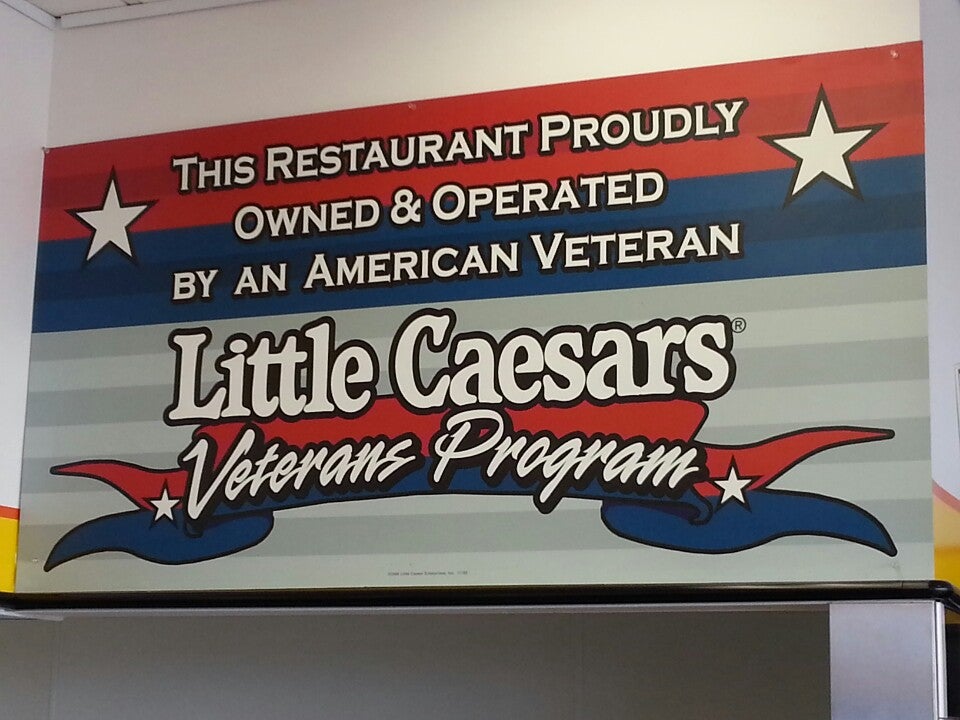 This Restaurant Proudly
Owned & Operated
by an American Veteran
Little Caesars®
Veterans Program